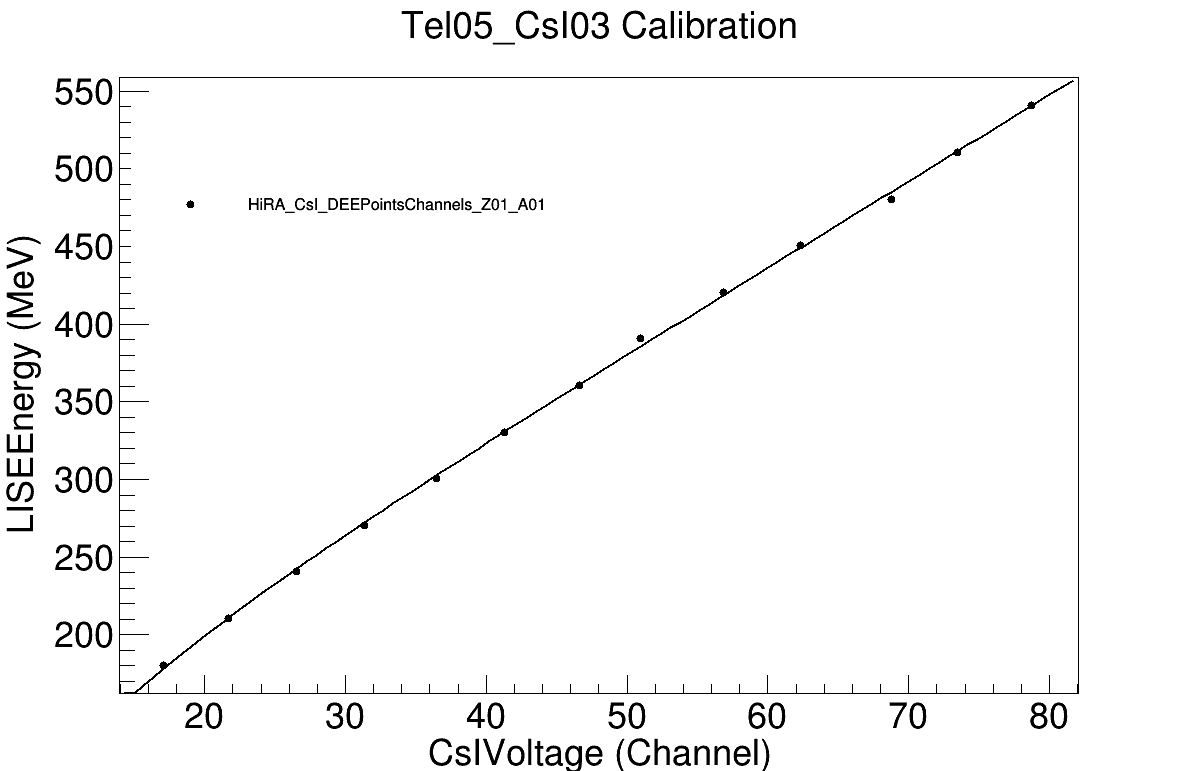 Tel05_CsI03 Calibration
550
500
450
400
350
300
250
200
LISEEnergy (MeV)
HiRA_CsI_DEEPointsChannels_Z01_A01
20 30 40 50 60 70 80
CsIVoltage (Channel)